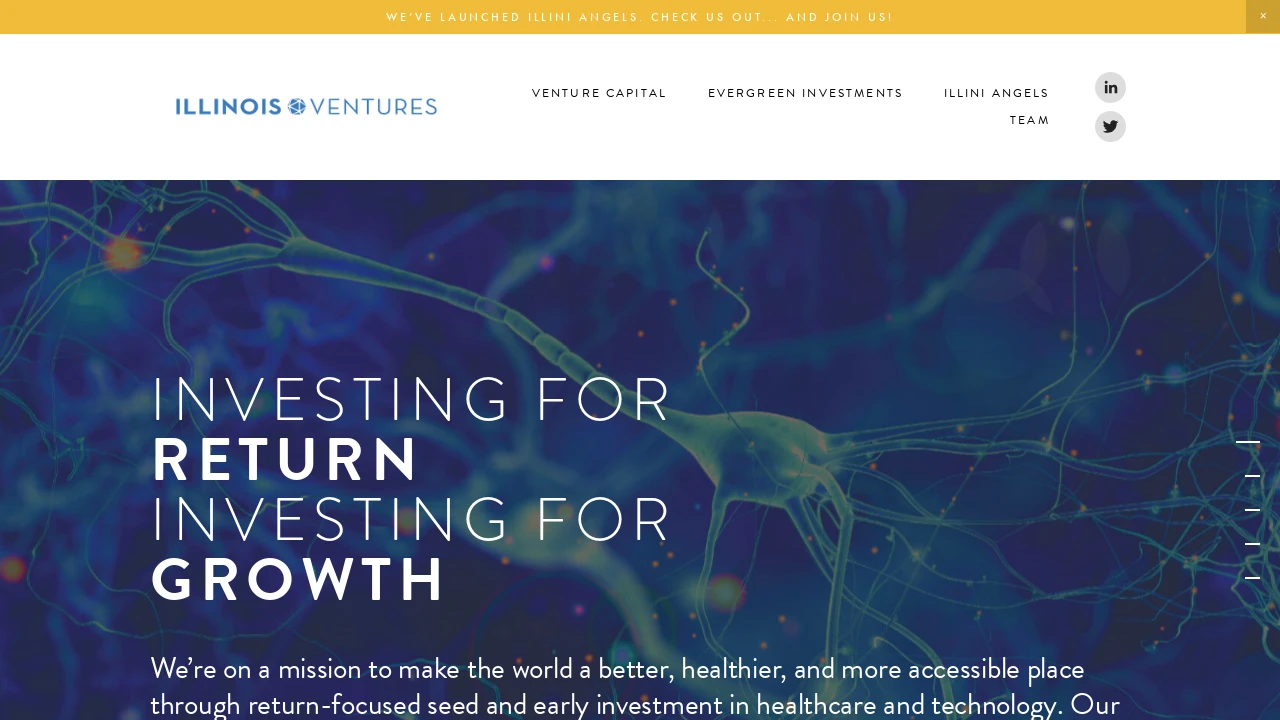 WE'VE LAUNCHED ILLINI ANGELS. CHECK US OUT... AND JOIN US!
×
ILLINOIS VENTURES
VENTURE CAPITAL
EVERGREEN INVESTMENTS
ILLINI ANGELS
TEAM
in
INVESTING FOR
RETURN
INVESTING FOR
GROWTH
We’re on a mission to make the world a better, healthier, and more accessible place
through return-focused seed and early investment in healthcare and technology. Our